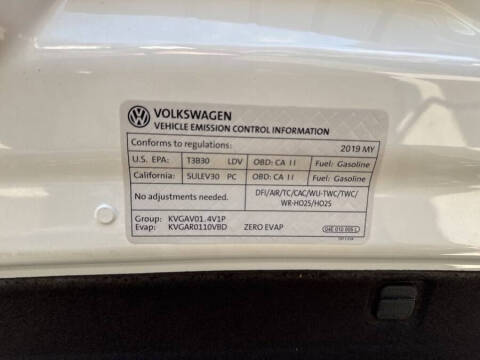 VOLKSWAGEN
VEHICLE EMISSION CONTROL INFORMATION
Conforms to regulations: 2019 MY
U.S. EPA: T3B30 LDV OBD: CA II Fuel: Gasoline
California: SULEV30 PC OBD: CA II Fuel: Gasoline
No adjustments needed. DFI/AIR/TC/CAC/WU-TWC/TWC/
WR-HO2S/HO2S
Group: KVGAV01.4V1P
Evap: KVGAR0110VBD ZERO EVAP